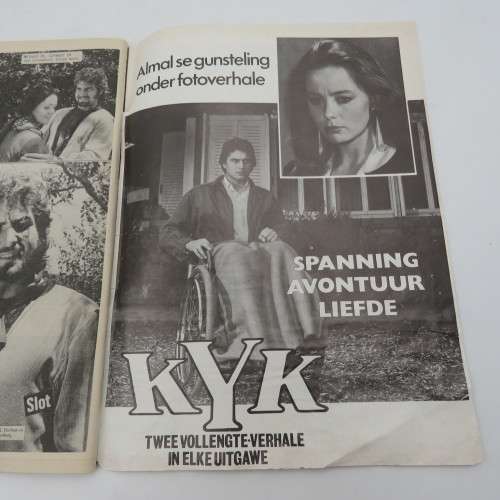 Almal se gunsteling
onder fotoverhale
SPANNING
AVONTUUR
LIEFDE
KYK
TWEE VOLLENGTE-VERHALE
IN ELKE UITGAWE
Slot